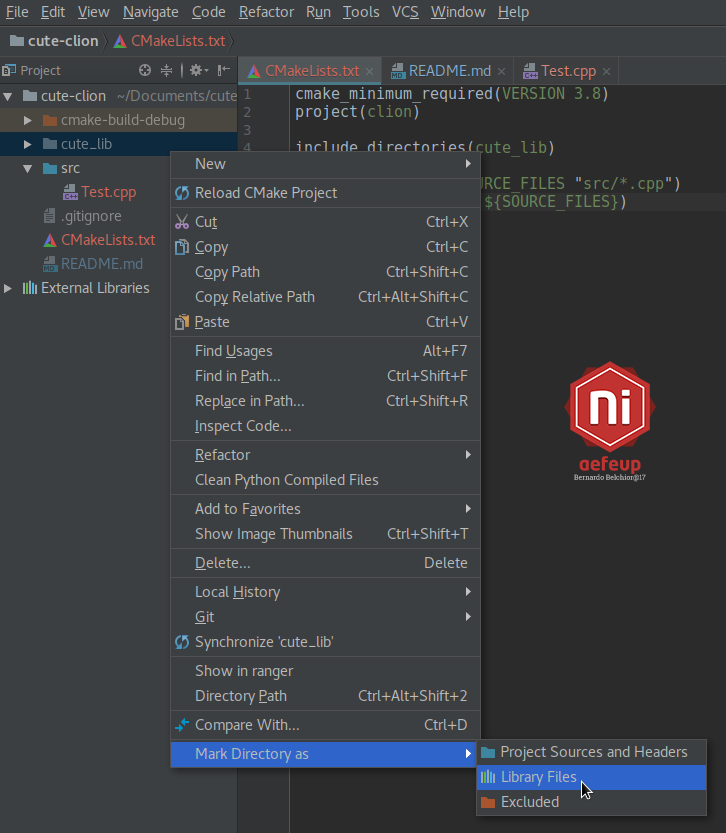 File Edit View Navigate Code Refactor Run Tools VCS Window Help
cute-clion CMakeLists.txt
Project CMakeLists.txt README.md Test.cpp
cute-clion ~/Documents/cute
cmake-build-debug
cute_lib
src
Test.cpp
.gitignore
CMakeLists.txt
README.md
External Libraries
1 cmake_minimum_required(VERSION 3.8)
2 project(clion)
3
4 include_directories(cute_lib)
URCE_FILES "src/*.cpp")
${SOURCE_FILES})
New
Reload CMake Project
Cut Ctrl+X
Copy Ctrl+C
Copy Path Ctrl+Shift+C
Copy Relative Path Ctrl+Alt+Shift+C
Paste Ctrl+V
Find Usages Alt+F7
Find in Path... Ctrl+Shift+F
Replace in Path... Ctrl+Shift+R
Inspect Code...
Refactor
Clean Python Compiled Files
Add to Favorites
Show Image Thumbnails Ctrl+Shift+T
Delete... Delete
Local History
Git
Synchronize 'cute_lib'
Show in ranger
Directory Path Ctrl+Alt+Shift+2
Compare With... Ctrl+D
Mark Directory as
Project Sources and Headers
Library Files
Excluded
ni
aefeup
Bernardo Belchior@17